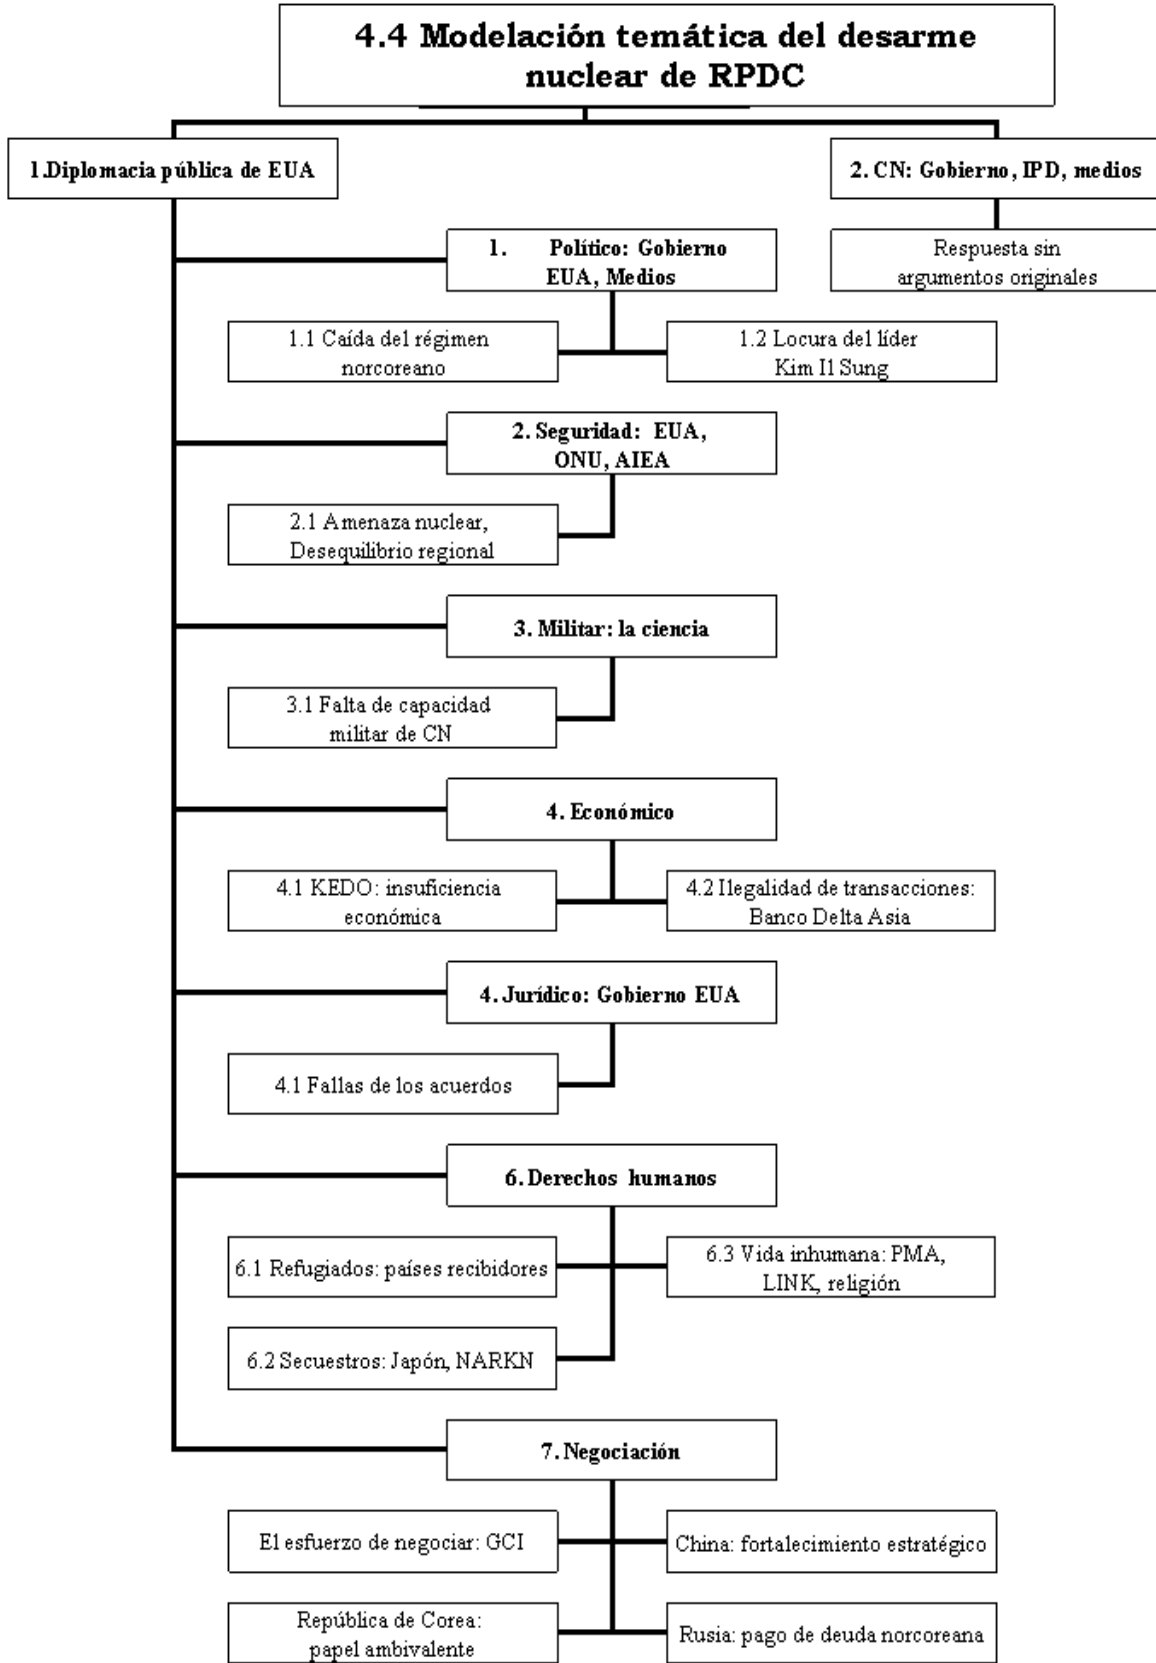 4.4 Modelación temática del desarme
nuclear de RPDC
1.Diplomacia pública de EUA
2. CN: Gobierno, IPD, medios
Respuesta sin
argumentos originales
1. Político: Gobierno
EUA, Medios
1.1 Caída del régimen
norcoreano
1.2 Locura del líder
Kim Il Sung
2. Seguridad: EUA,
ONU, AIEA
2.1 Amenaza nuclear,
Desequilibrio regional
3. Militar: la ciencia
3.1 Falta de capacidad
militar de CN
4. Económico
4.1 KEDO: insuficiencia
económica
4.2 Ilegalidad de transacciones:
Banco Delta Asia
4. Jurídico: Gobierno EUA
4.1 Fallas de los acuerdos
6. Derechos humanos
6.1 Refugiados: países recibidores
6.3 Vida inhumana: PMA,
LINK, religión
6.2 Secuestros: Japón, NARKN
7. Negociación
El esfuerzo de negociar: GCI
China: fortalecimiento estratégico
República de Corea:
papel ambivalente
Rusia: pago de deuda norcoreana